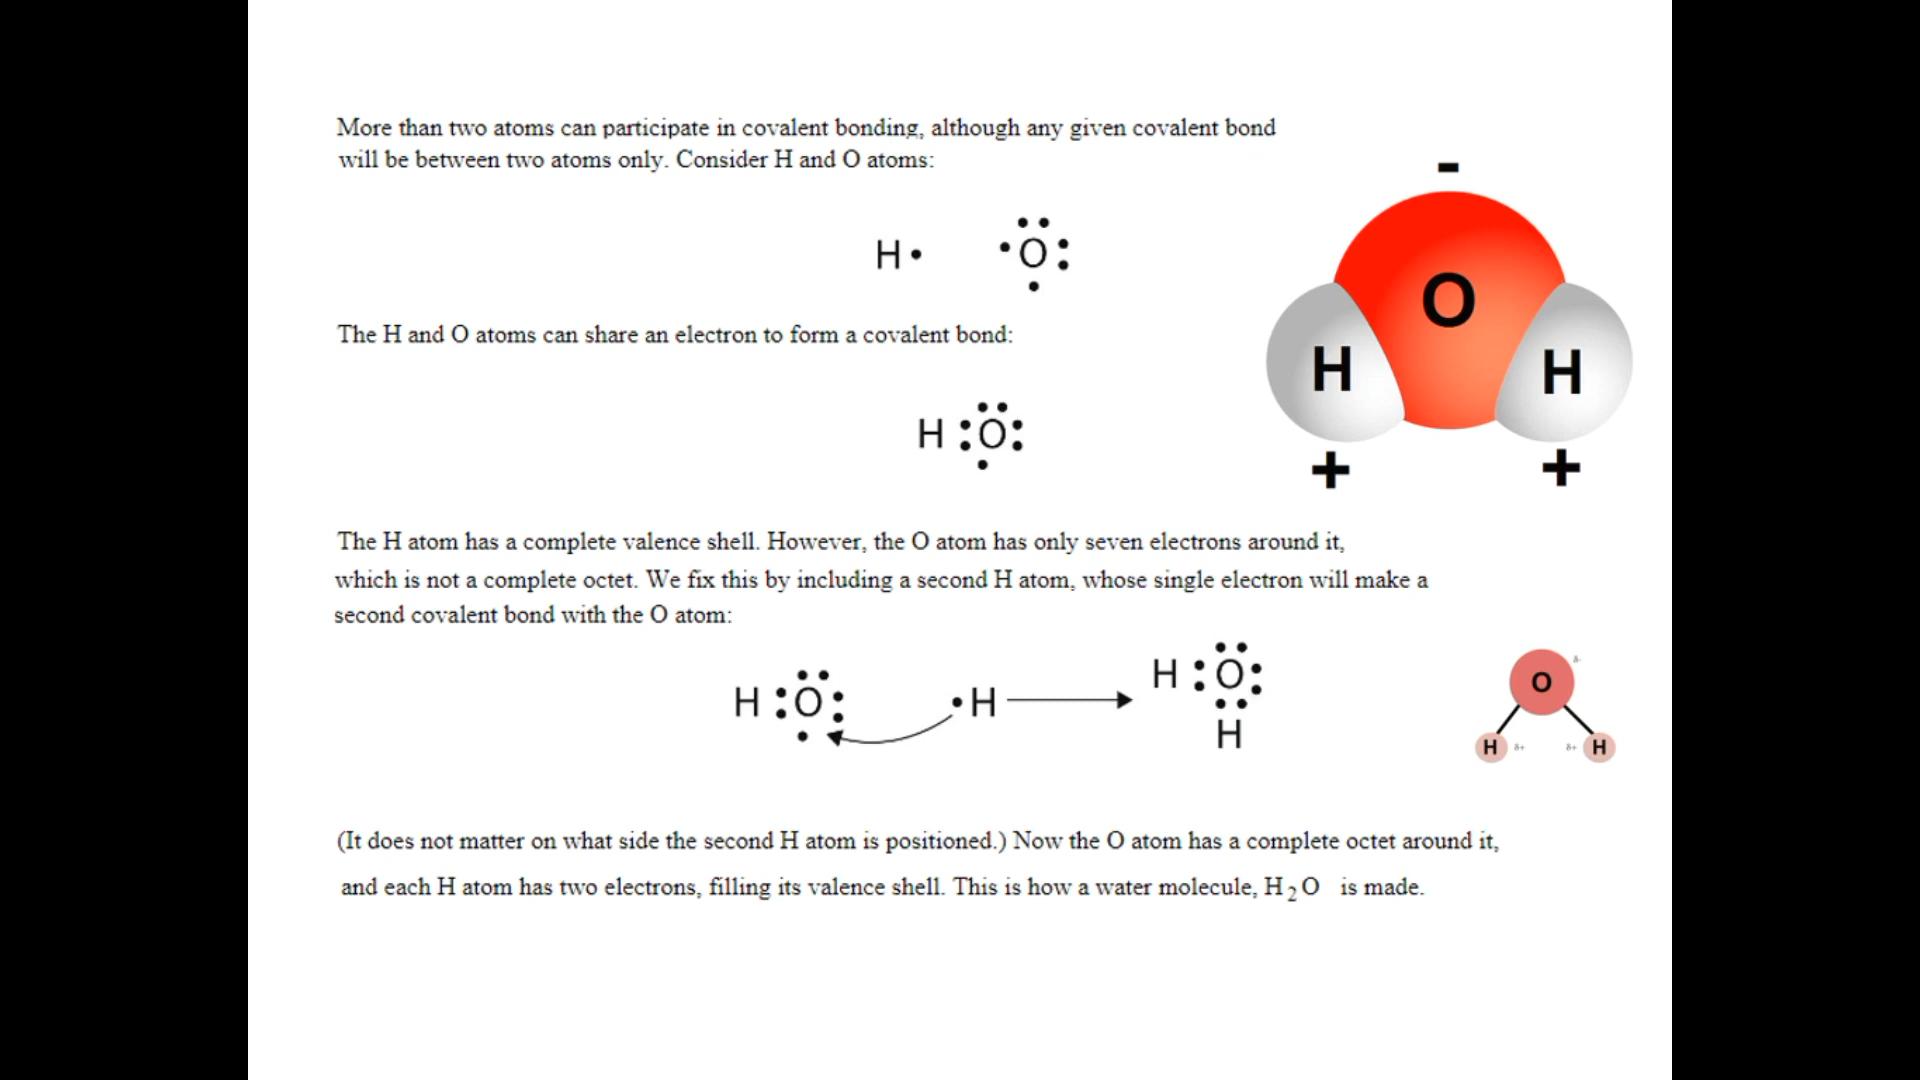 More than two atoms can participate in covalent bonding, although any given covalent bond
will be between two atoms only. Consider H and O atoms:
H• •O:
The H and O atoms can share an electron to form a covalent bond:
H :O:
-
O
H H
+ +
The H atom has a complete valence shell. However, the O atom has only seven electrons around it,
which is not a complete octet. We fix this by including a second H atom, whose single electron will make a
second covalent bond with the O atom:
H :O: •H H :O:
H
O δ-
H δ+ δ+ H
(It does not matter on what side the second H atom is positioned.) Now the O atom has a complete octet around it,
and each H atom has two electrons, filling its valence shell. This is how a water molecule, H₂O is made.